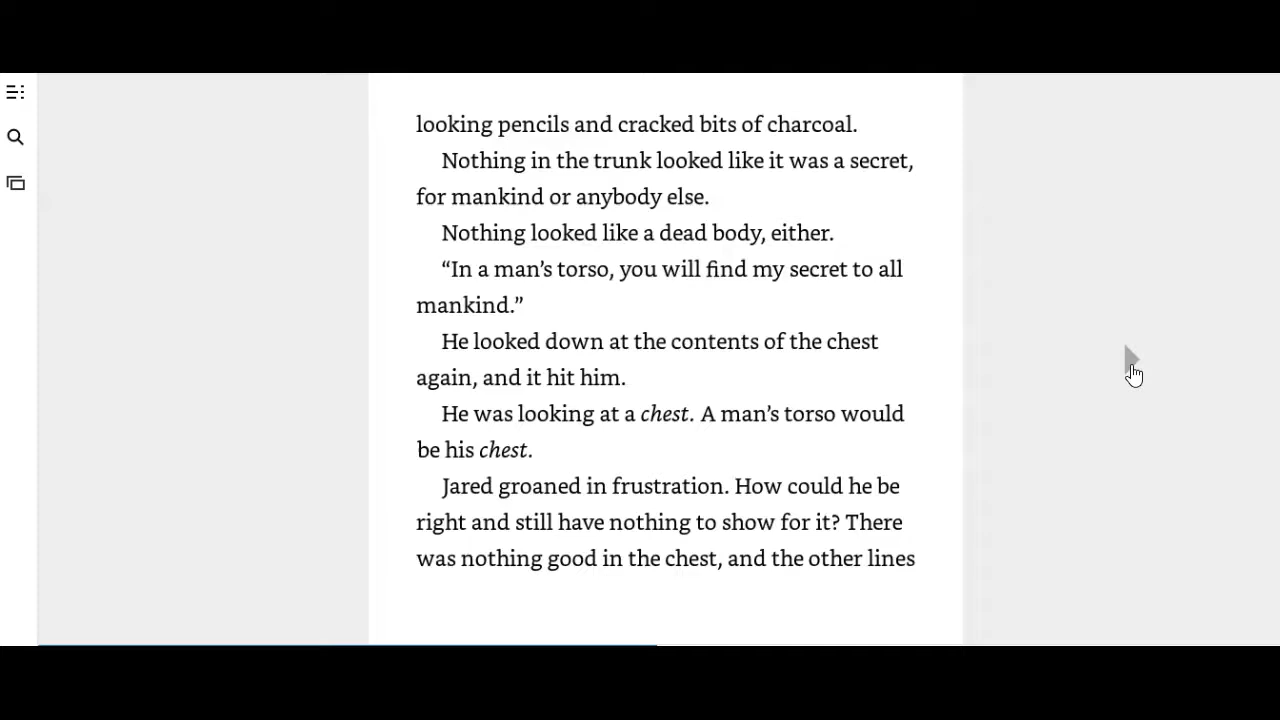 looking pencils and cracked bits of charcoal.
Nothing in the trunk looked like it was a secret,
for mankind or anybody else.
Nothing looked like a dead body, either.
“In a man’s torso, you will find my secret to all
mankind.”
He looked down at the contents of the chest
again, and it hit him.
He was looking at a chest. A man’s torso would
be his chest.
Jared groaned in frustration. How could he be
right and still have nothing to show for it? There
was nothing good in the chest, and the other lines